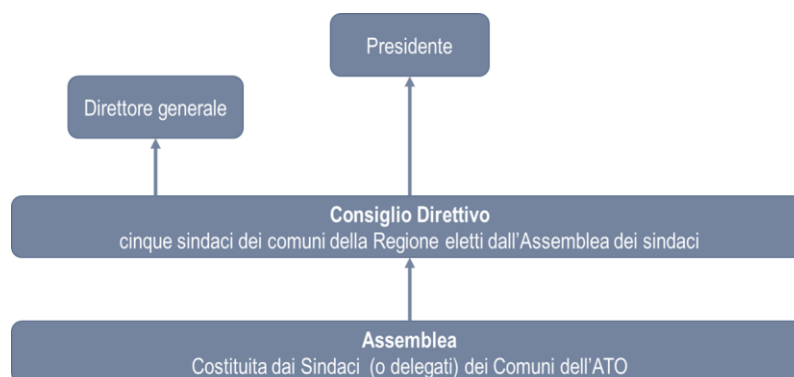 Presidente
Direttore generale
Consiglio Direttivo
cinque sindaci dei comuni della Regione eletti dall'Assemblea dei sindaci
Assemblea
Costituita dai Sindaci (o delegati) dei Comuni dell'ATO